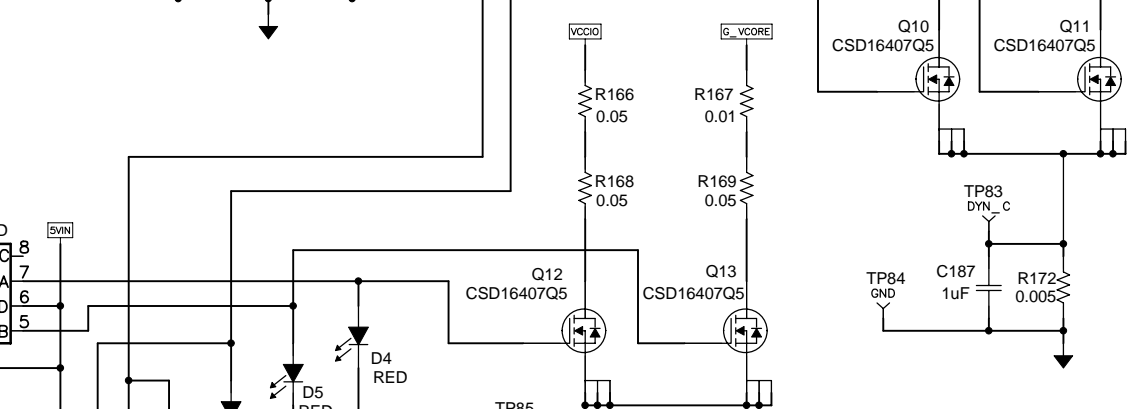 VCCIO
G_VCORE
Q10
CSD16407Q5
Q11
CSD16407Q5
R166
0.05
R167
0.01
R168
0.05
R169
0.05
TP83
DYN_C
D
5VIN
C
8
A
7
D
6
B
5
Q12
CSD16407Q5
Q13
CSD16407Q5
TP84
GND
C187
1uF
R172
0.005
D4
RED
D5
RED
TP85